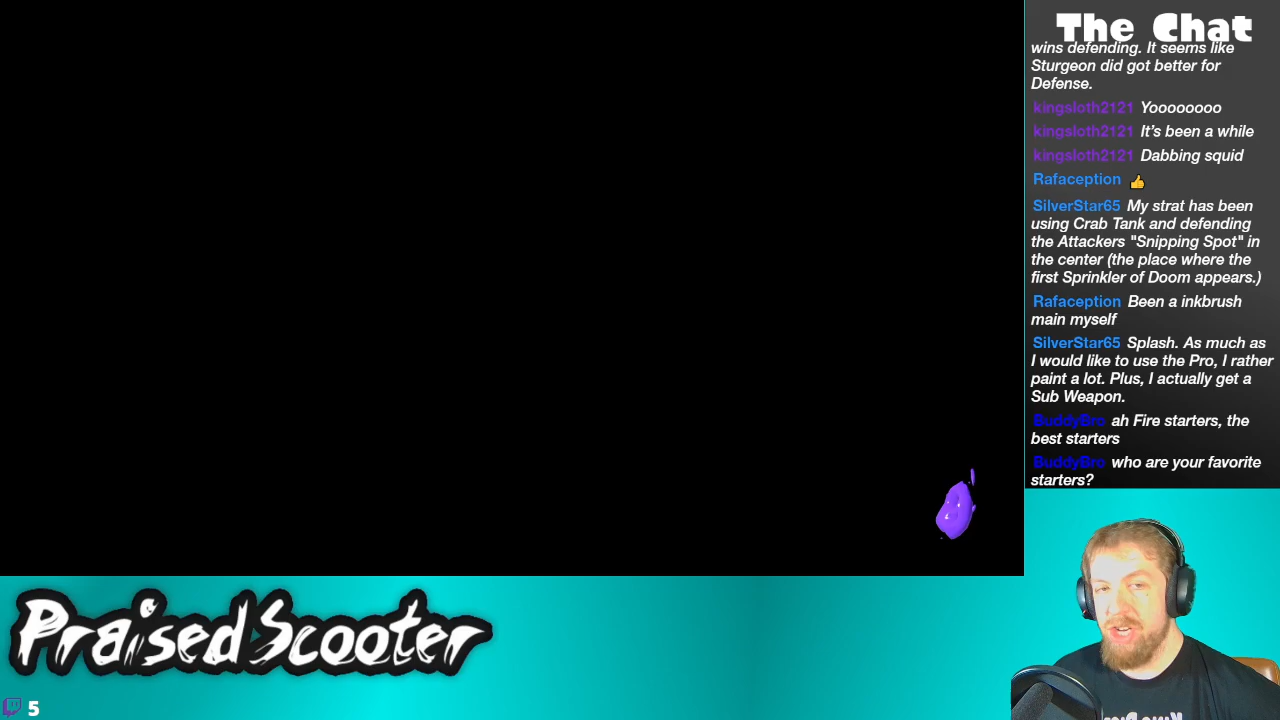 The Chat
wins defending. It seems like
Sturgeon did got better for
Defense.
kingsloth2121 Yoooooooo
kingsloth2121 It's been a while
kingsloth2121 Dabbing squid
Rafaception 👍
SilverStar65 My strat has been
using Crab Tank and defending
the Attackers "Snipping Spot" in
the center (the place where the
first Sprinkler of Doom appears.)
Rafaception Been a inkbrush
main myself
SilverStar65 Splash. As much as
I would like to use the Pro, I rather
paint a lot. Plus, I actually get a
Sub Weapon.
BuddyBro ah Fire starters, the
best starters
BuddyBro who are your favorite
starters?
PraisedScooter
5